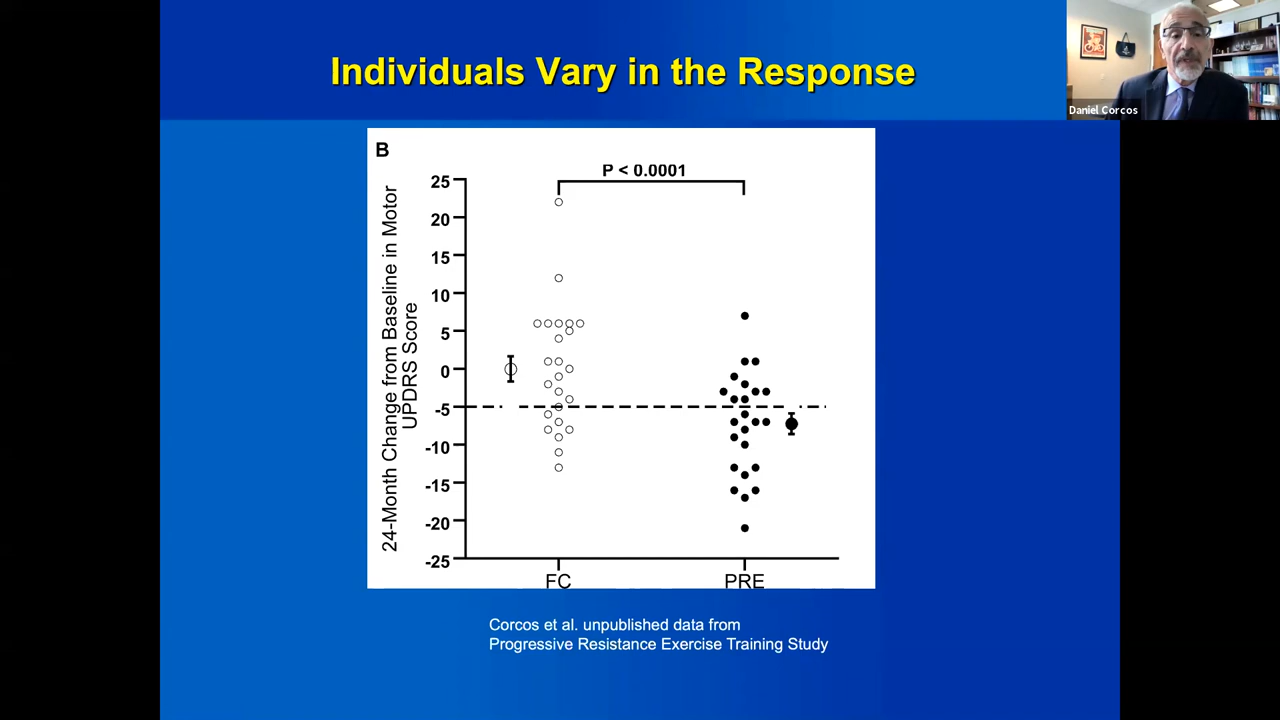 Individuals Vary in the Response
Daniel Corcos
B
P < 0.0001
24-Month Change from Baseline in Motor
UPDRS Score
25
20
15
10
5
0
-5
-10
-15
-20
-25
FC
PRE
Corcos et al. unpublished data from
Progressive Resistance Exercise Training Study